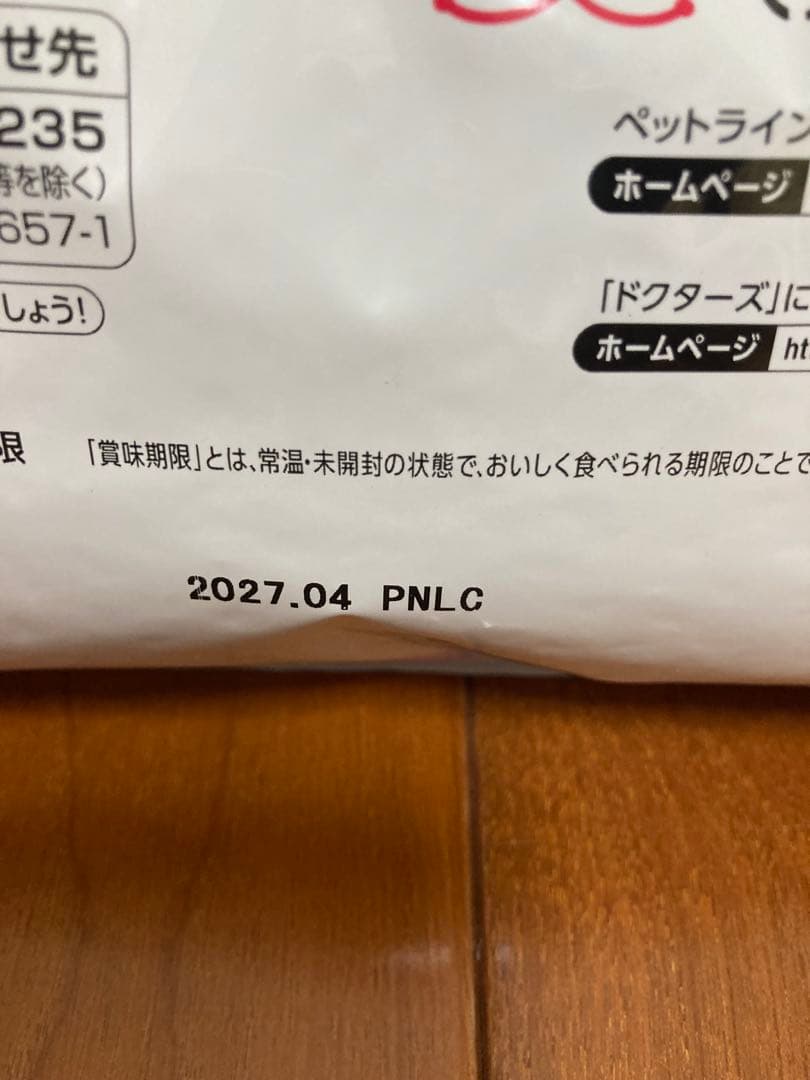 せ先
235
等を除く)
657-1
しょう!
ペットライン
ホームページ
「ドクターズ」に
ホームページ ht
限 「賞味期限」とは、常温・未開封の状態で、おいしく食べられる期限のことで
2027.04 PNLC